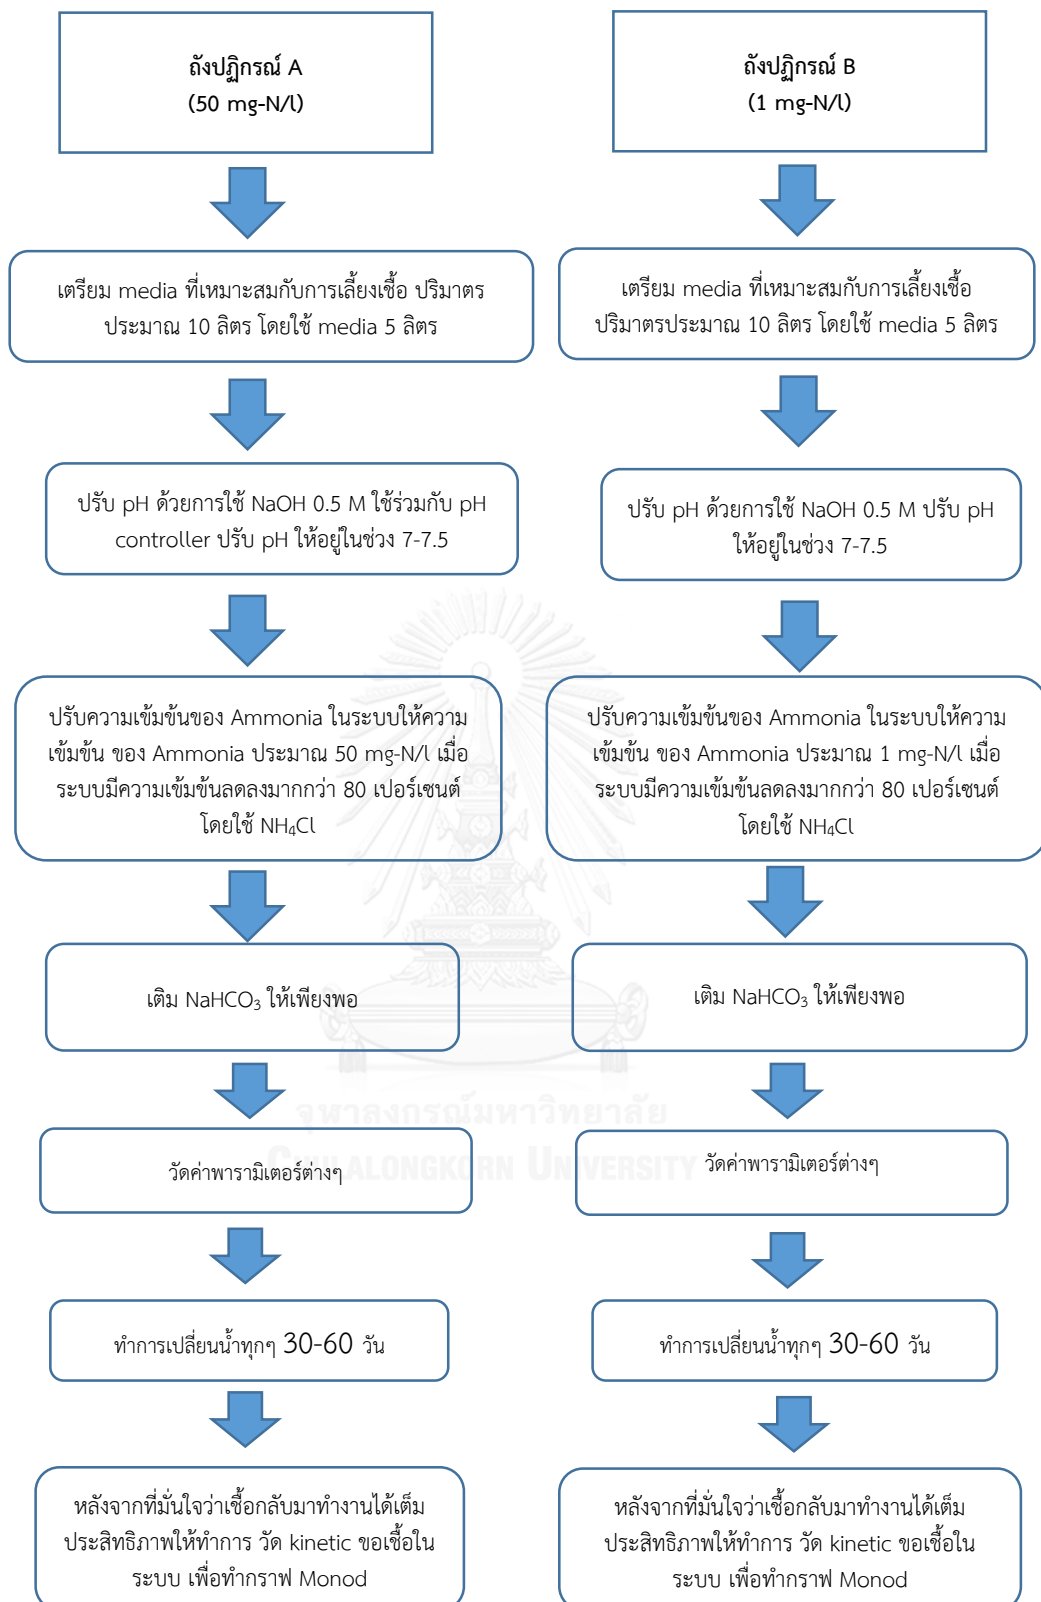 ถังปฏิกรณ์ A
(50 mg-N/l)
เตรียม media ที่เหมาะสมกับการเลี้ยงเชื้อ ปริมาตร
ประมาณ 10 ลิตร โดยใช้ media 5 ลิตร
ปรับ pH ด้วยการใช้ NaOH 0.5 M ใช้ร่วมกับ pH
controller ปรับ pH ให้อยู่ในช่วง 7-7.5
ปรับความเข้มข้นของ Ammonia ในระบบให้ความ
เข้มข้น ของ Ammonia ประมาณ 50 mg-N/l เมื่อ
ระบบมีความเข้มข้นลดลงมากกว่า 80 เปอร์เซนต์
โดยใช้ NH₄Cl
เติม NaHCO₃ ให้เพียงพอ
วัดค่าพารามิเตอร์ต่างๆ
ทำการเปลี่ยนน้ำทุกๆ 30-60 วัน
หลังจากที่มั่นใจว่าเชื้อกลับมาทำงานได้เต็ม
ประสิทธิภาพให้ทำการ วัด kinetic ขอเชื้อใน
ระบบ เพื่อทำกราฟ Monod
ถังปฏิกรณ์ B
(1 mg-N/l)
เตรียม media ที่เหมาะสมกับการเลี้ยงเชื้อ
ปริมาตรประมาณ 10 ลิตร โดยใช้ media 5 ลิตร
ปรับ pH ด้วยการใช้ NaOH 0.5 M ปรับ pH
ให้อยู่ในช่วง 7-7.5
ปรับความเข้มข้นของ Ammonia ในระบบให้ความ
เข้มข้น ของ Ammonia ประมาณ 1 mg-N/l เมื่อ
ระบบมีความเข้มข้นลดลงมากกว่า 80 เปอร์เซนต์
โดยใช้ NH₄Cl
เติม NaHCO₃ ให้เพียงพอ
วัดค่าพารามิเตอร์ต่างๆ
ทำการเปลี่ยนน้ำทุกๆ 30-60 วัน
หลังจากที่มั่นใจว่าเชื้อกลับมาทำงานได้เต็ม
ประสิทธิภาพให้ทำการ วัด kinetic ขอเชื้อใน
ระบบ เพื่อทำกราฟ Monod
จุฬาลงกรณ์มหาวิทยาลัย
CHULALONGKORN UNIVERSITY